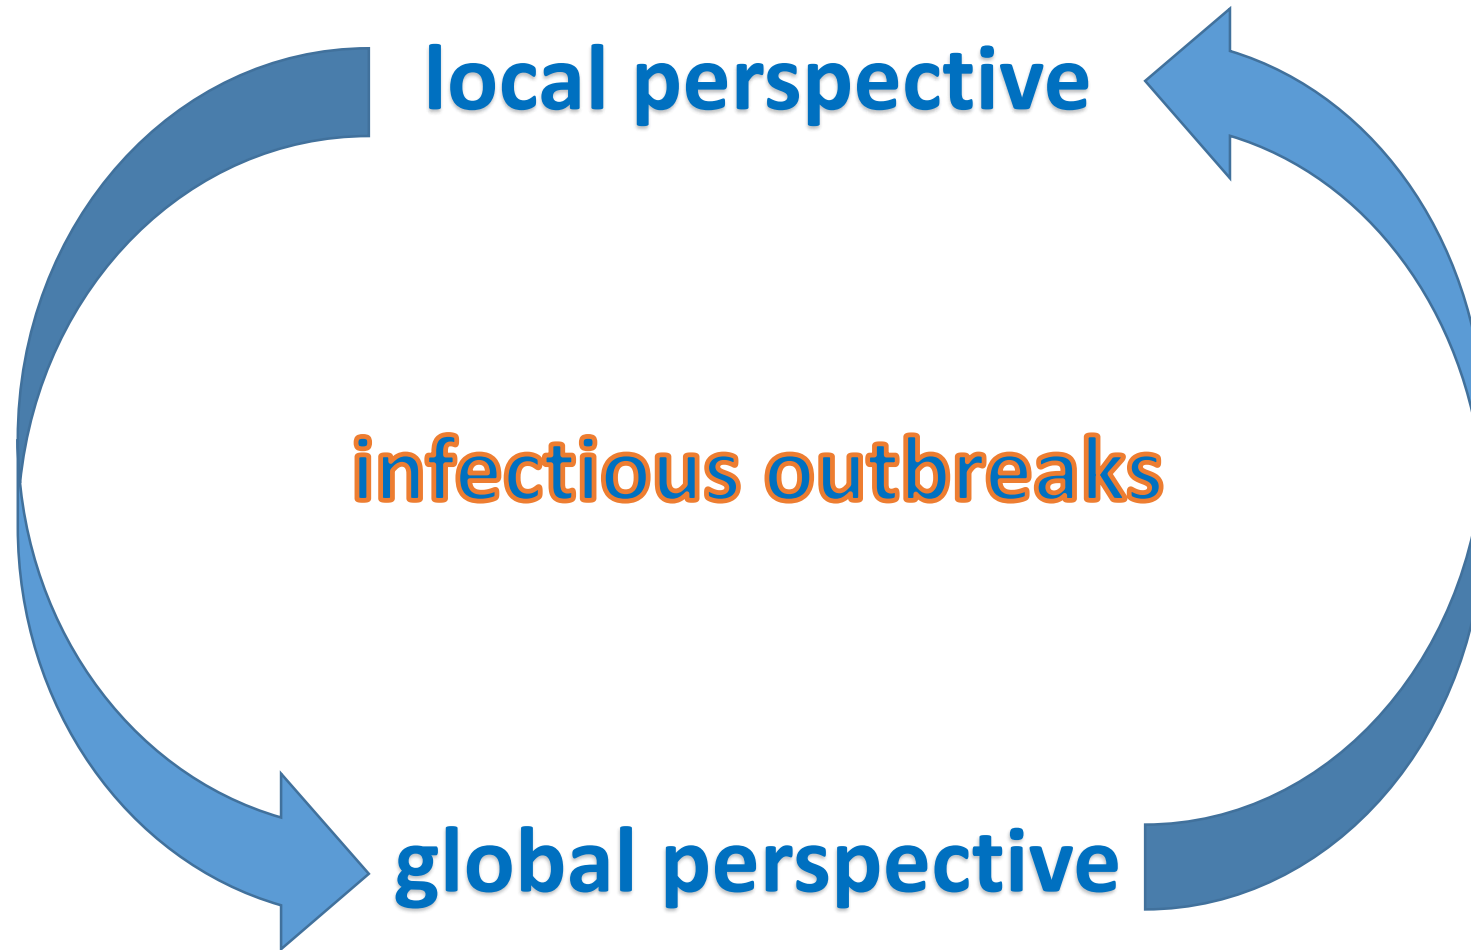 local perspective
infectious outbreaks
global perspective